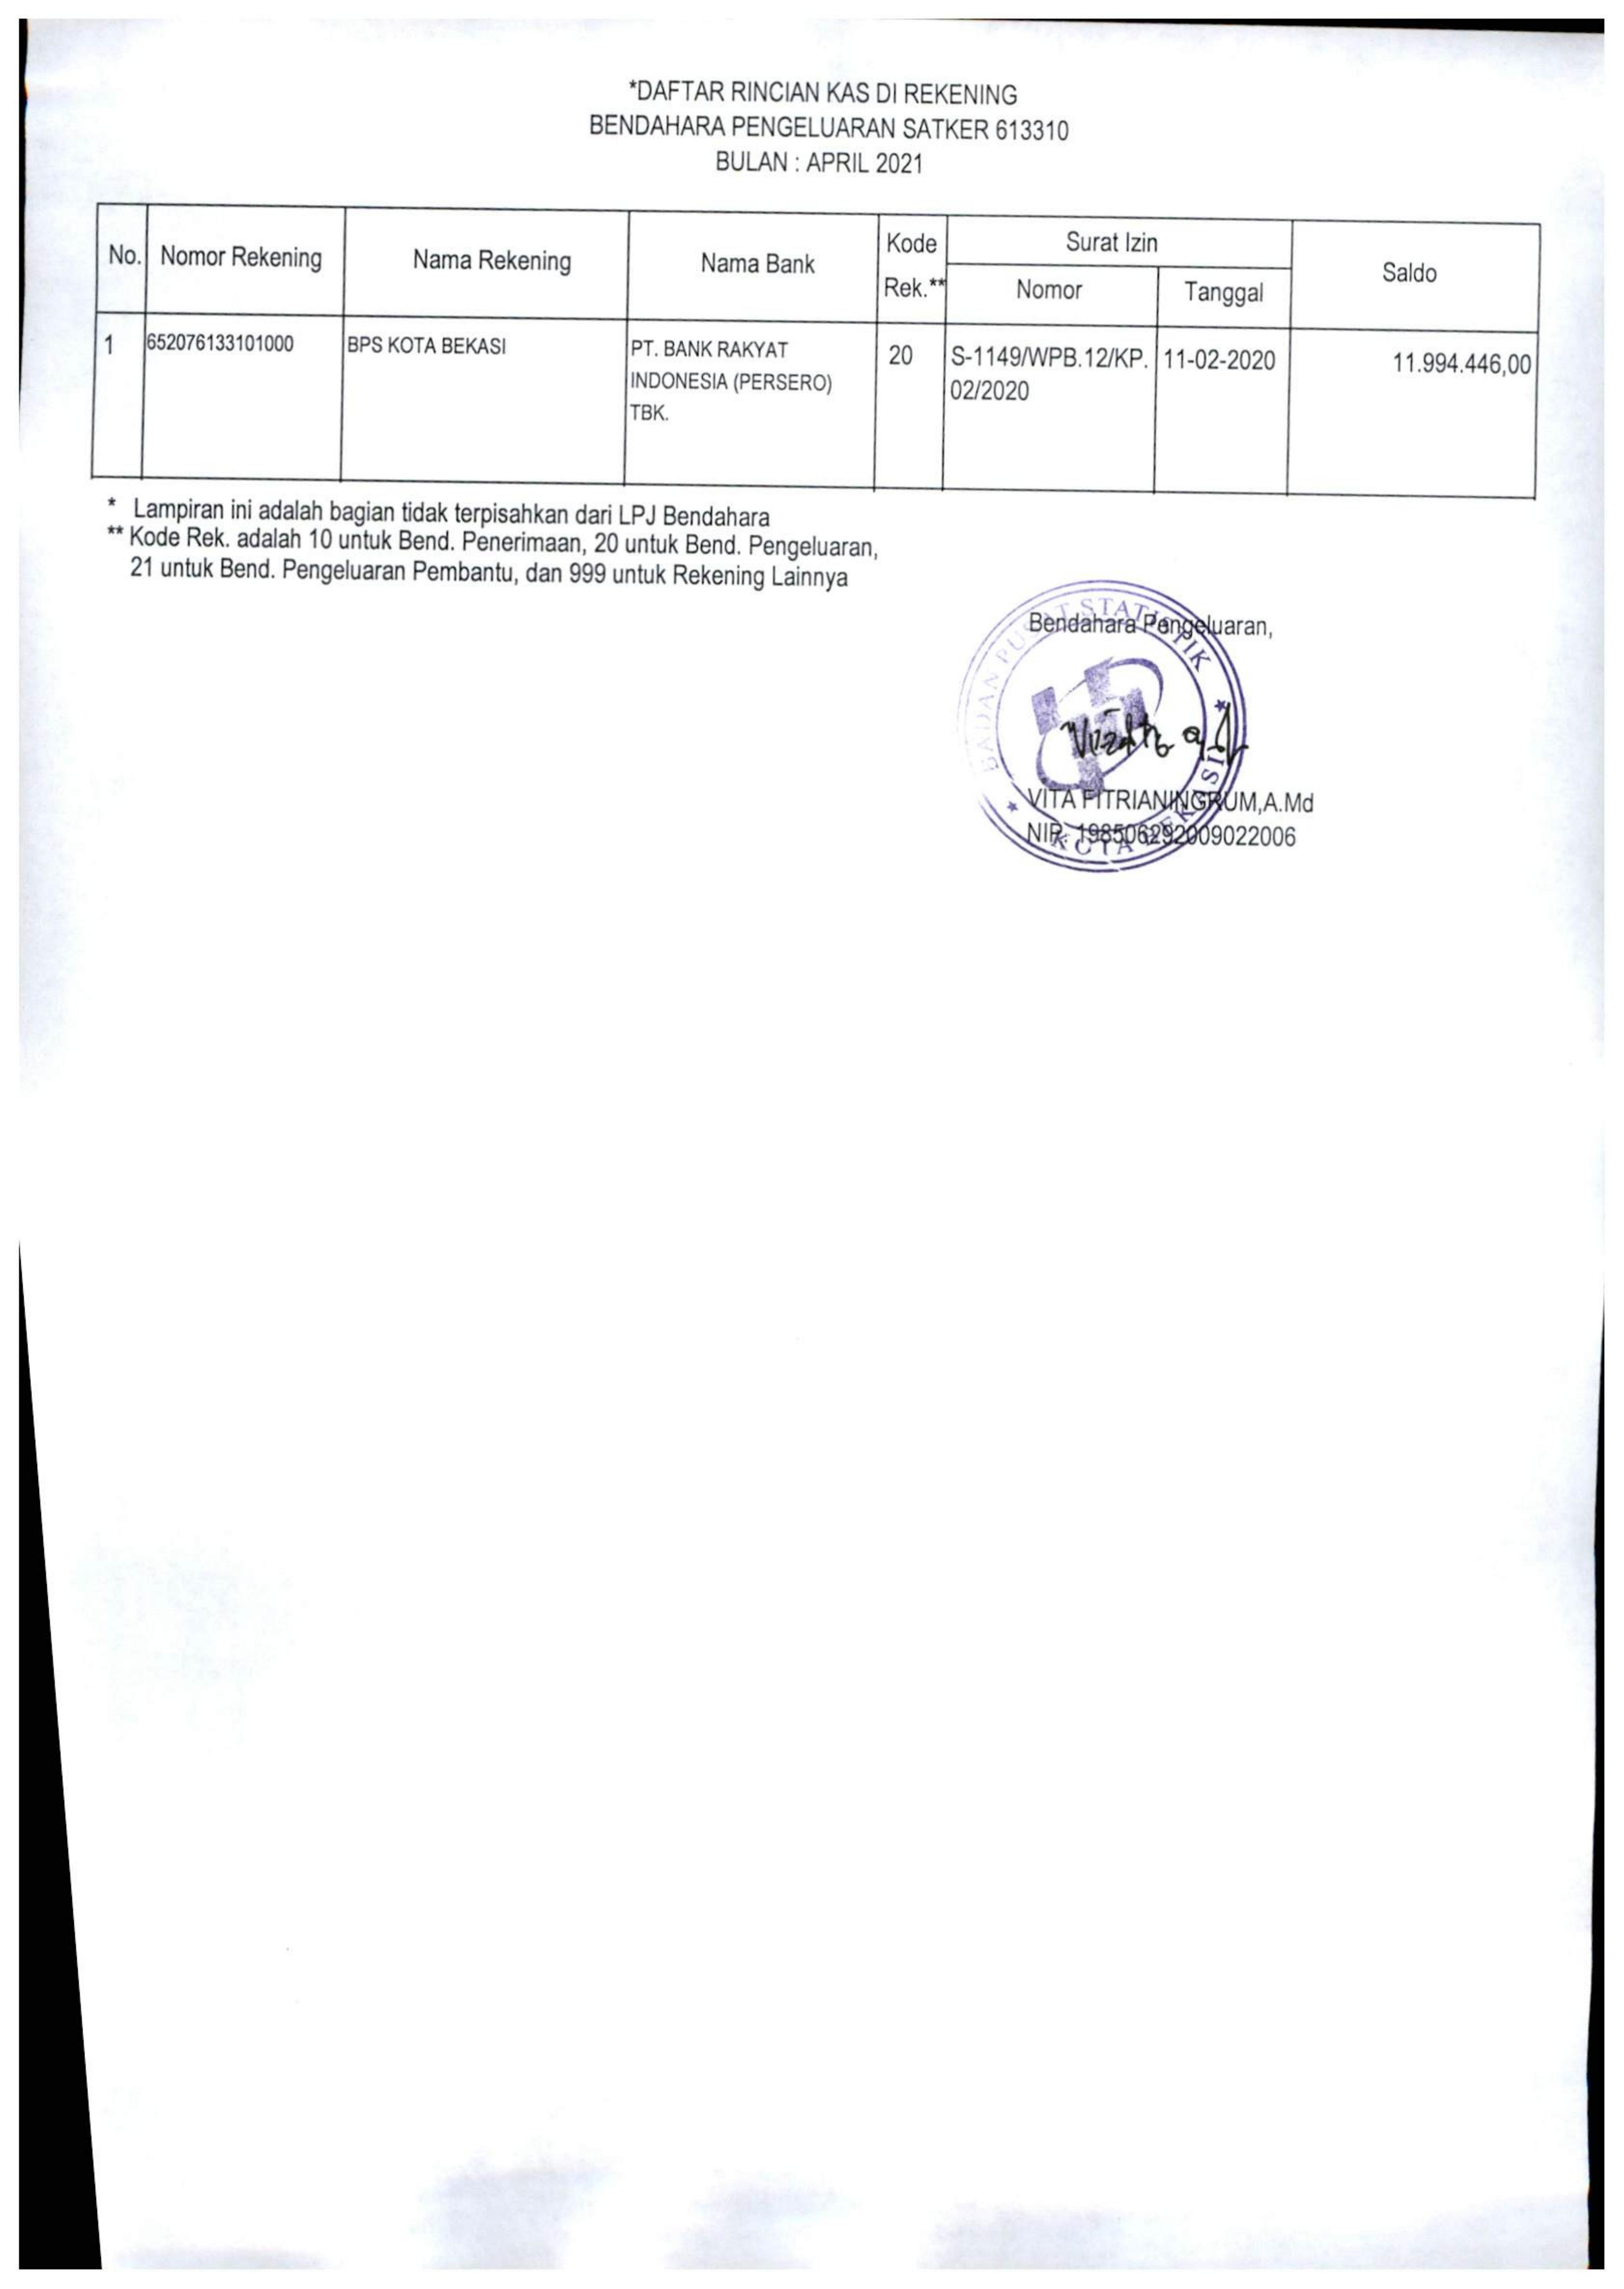 *DAFTAR RINCIAN KAS DI REKENING
BENDAHARA PENGELUARAN SATKER 613310
BULAN : APRIL 2021
No. Nomor Rekening Nama Rekening Nama Bank Kode Rek.** Surat Izin Saldo
Nomor Tanggal
1 652076133101000 BPS KOTA BEKASI PT. BANK RAKYAT 20 S-1149/WPB.12/KP. 11-02-2020 11.994.446,00
INDONESIA (PERSERO) 02/2020
TBK.
* Lampiran ini adalah bagian tidak terpisahkan dari LPJ Bendahara
** Kode Rek. adalah 10 untuk Bend. Penerimaan, 20 untuk Bend. Pengeluaran,
21 untuk Bend. Pengeluaran Pembantu, dan 999 untuk Rekening Lainnya
Bendahara Pengeluaran,
BADAN PUSAT STATISTIK
KOTA BEKASI
VITA FITRIANINGRUM,A.Md
NIP. 198506292009022006